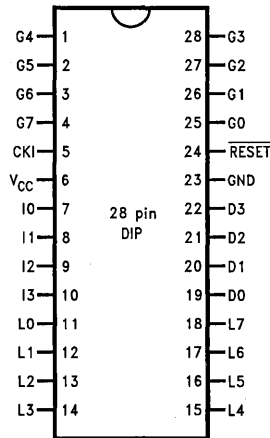 G4 1 28 G3
G5 2 27 G2
G6 3 26 G1
G7 4 25 G0
CKI 5 24 RESET
VCC 6 23 GND
I0 7 22 D3
28 pin
I1 8 21 D2
DIP
I2 9 20 D1
I3 10 19 D0
L0 11 18 L7
L1 12 17 L6
L2 13 16 L5
L3 14 15 L4